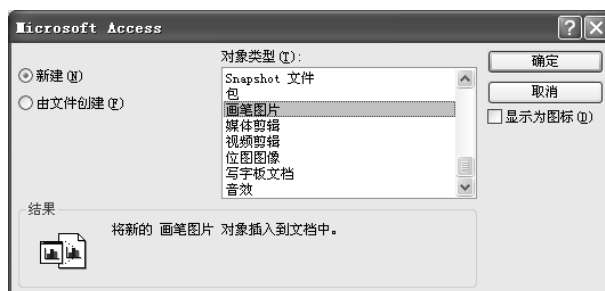 Microsoft Access
对象类型(T):
新建(N)
由文件创建(F)
Snapshot 文件
包
画笔图片
媒体剪辑
视频剪辑
位图图像
写字板文档
音效
确定
取消
显示为图标(D)
结果
将新的 画笔图片 对象插入到文档中。